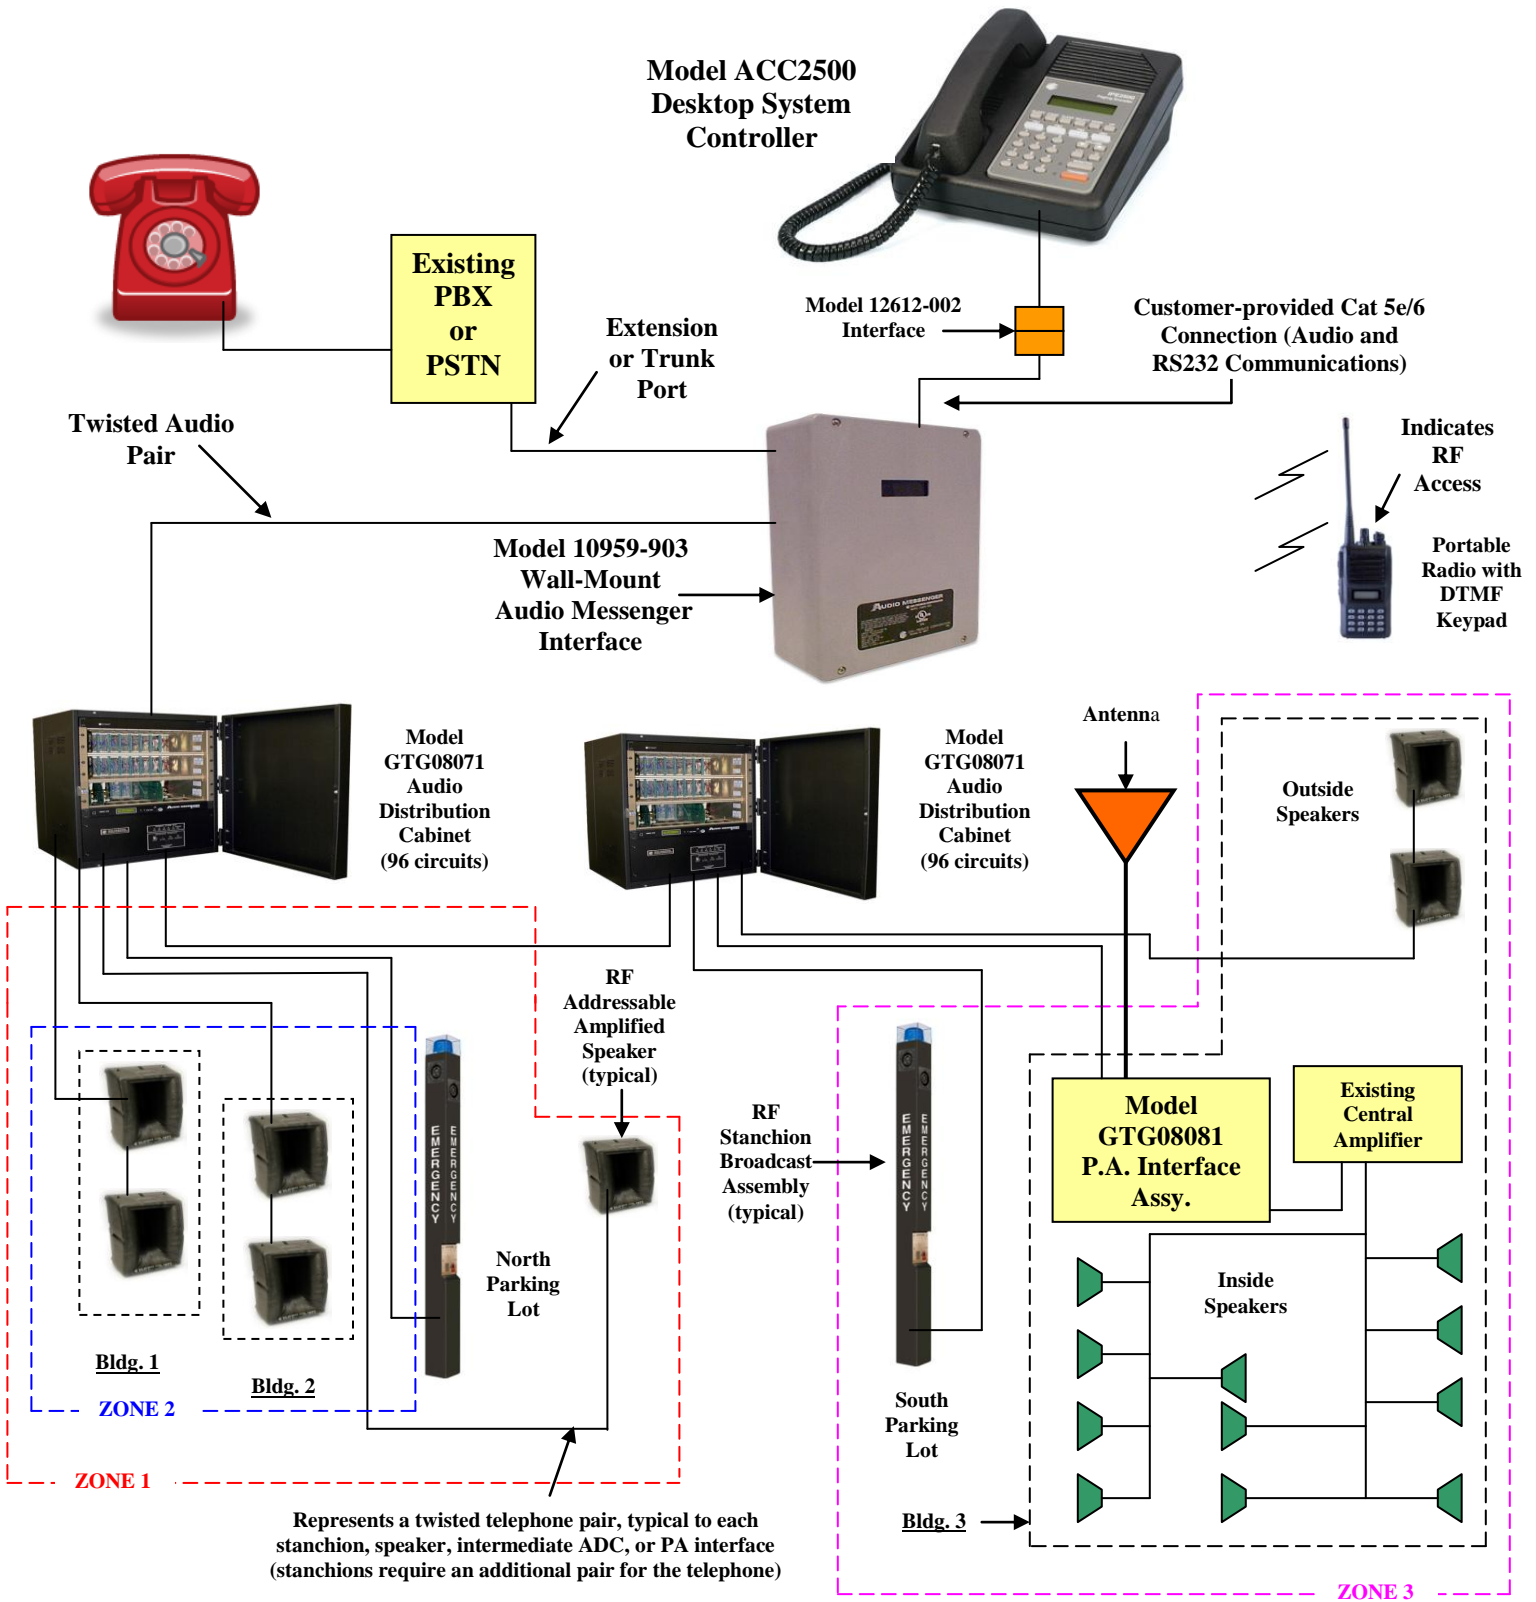 Model ACC2500
Desktop System
Controller
Existing
PBX
or
PSTN
Extension
or Trunk
Port
Model 12612-002
Interface
Customer-provided Cat 5e/6
Connection (Audio and
RS232 Communications)
Twisted Audio
Pair
Indicates
RF
Access
Portable
Radio with
DTMF
Keypad
Model 10959-903
Wall-Mount
Audio Messenger
Interface
AUDIO MESSENGER
Model
GTG08071
Audio
Distribution
Cabinet
(96 circuits)
Model
GTG08071
Audio
Distribution
Cabinet
(96 circuits)
Antenna
Outside
Speakers
RF
Addressable
Amplified
Speaker
(typical)
EMERGENCY
EMERGENCY
North
Parking
Lot
Bldg. 1
Bldg. 2
ZONE 2
ZONE 1
RF
Stanchion
Broadcast
Assembly
(typical)
EMERGENCY
EMERGENCY
South
Parking
Lot
Model
GTG08081
P.A. Interface
Assy.
Existing
Central
Amplifier
Inside
Speakers
Bldg. 3
ZONE 3
Represents a twisted telephone pair, typical to each
stanchion, speaker, intermediate ADC, or PA interface
(stanchions require an additional pair for the telephone)